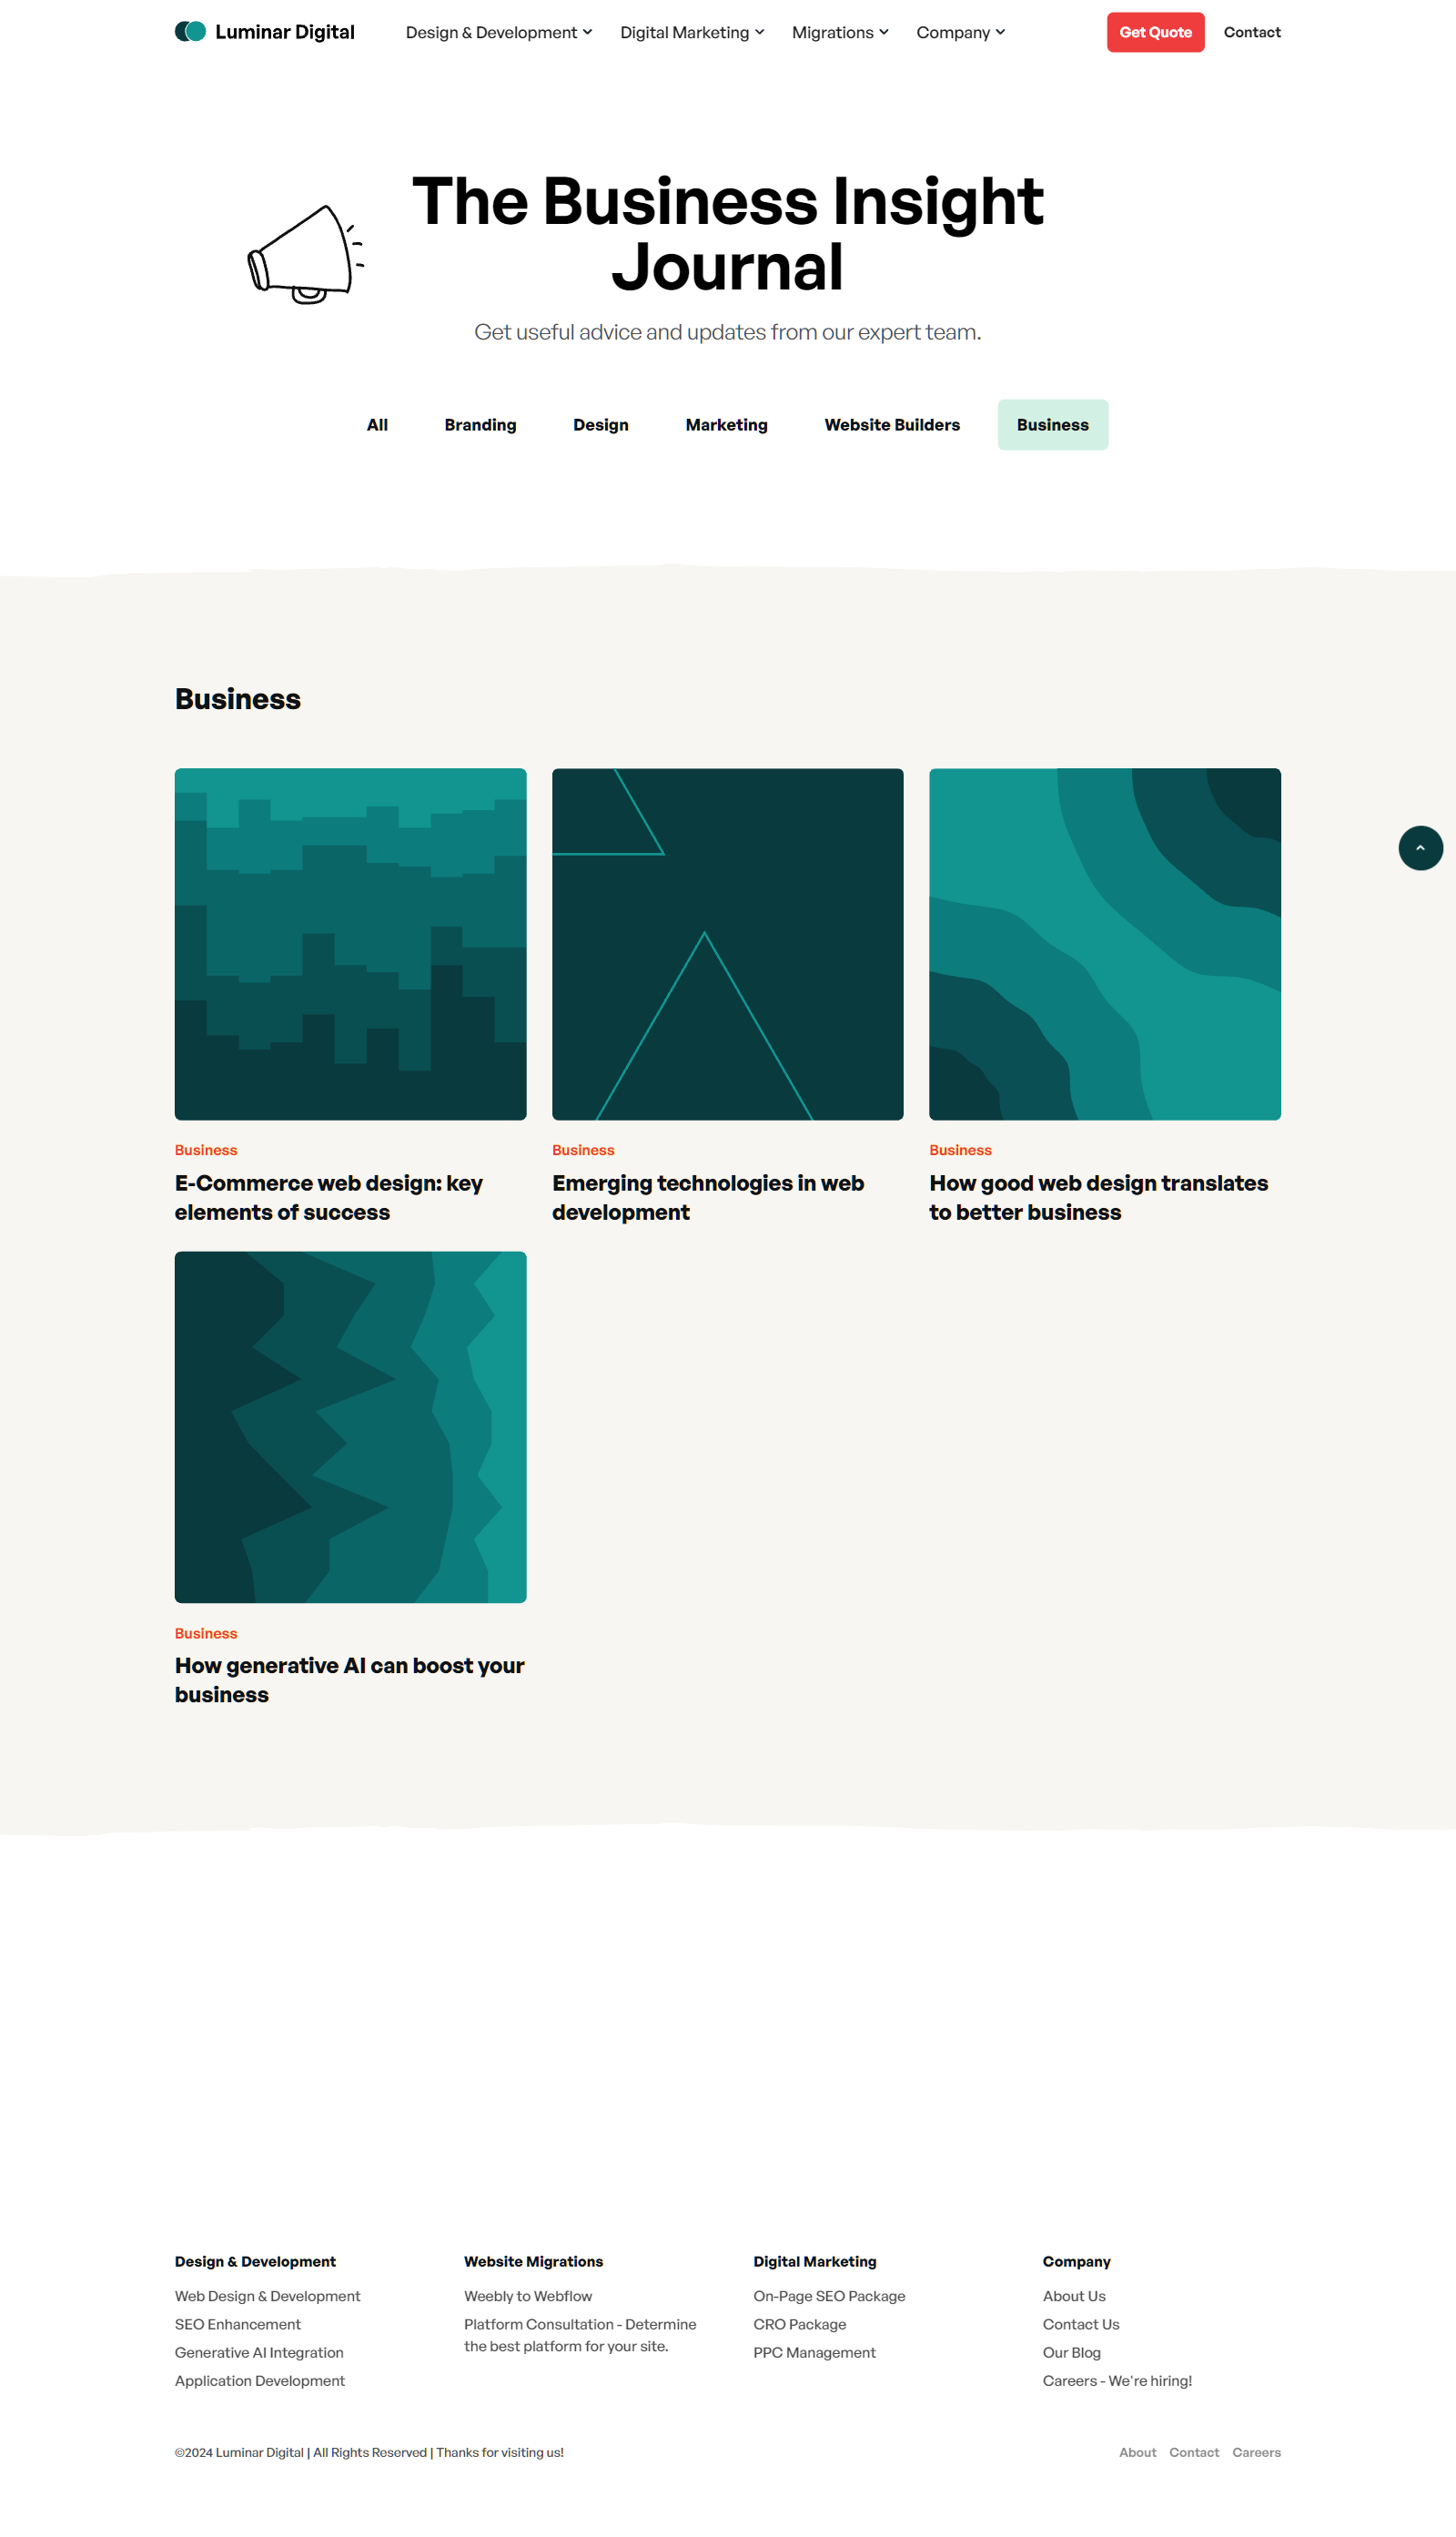 Luminar Digital
Design & Development
Digital Marketing
Migrations
Company
Get Quote
Contact
The Business Insight
Journal
Get useful advice and updates from our expert team.
All
Branding
Design
Marketing
Website Builders
Business
Business
Business
E-Commerce web design: key
elements of success
Business
Emerging technologies in web
development
Business
How good web design translates
to better business
Business
How generative AI can boost your
business
Design & Development
Web Design & Development
SEO Enhancement
Generative AI Integration
Application Development
Website Migrations
Weebly to Webflow
Platform Consultation - Determine
the best platform for your site.
Digital Marketing
On-Page SEO Package
CRO Package
PPC Management
Company
About Us
Contact Us
Our Blog
Careers - We're hiring!
©2024 Luminar Digital | All Rights Reserved | Thanks for visiting us!
About
Contact
Careers